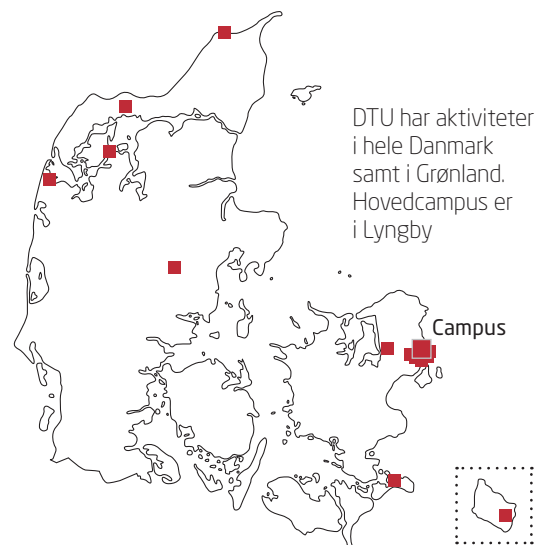 DTU har aktiviteter
i hele Danmark
samt i Grønland.
Hovedcampus er
i Lyngby
Campus